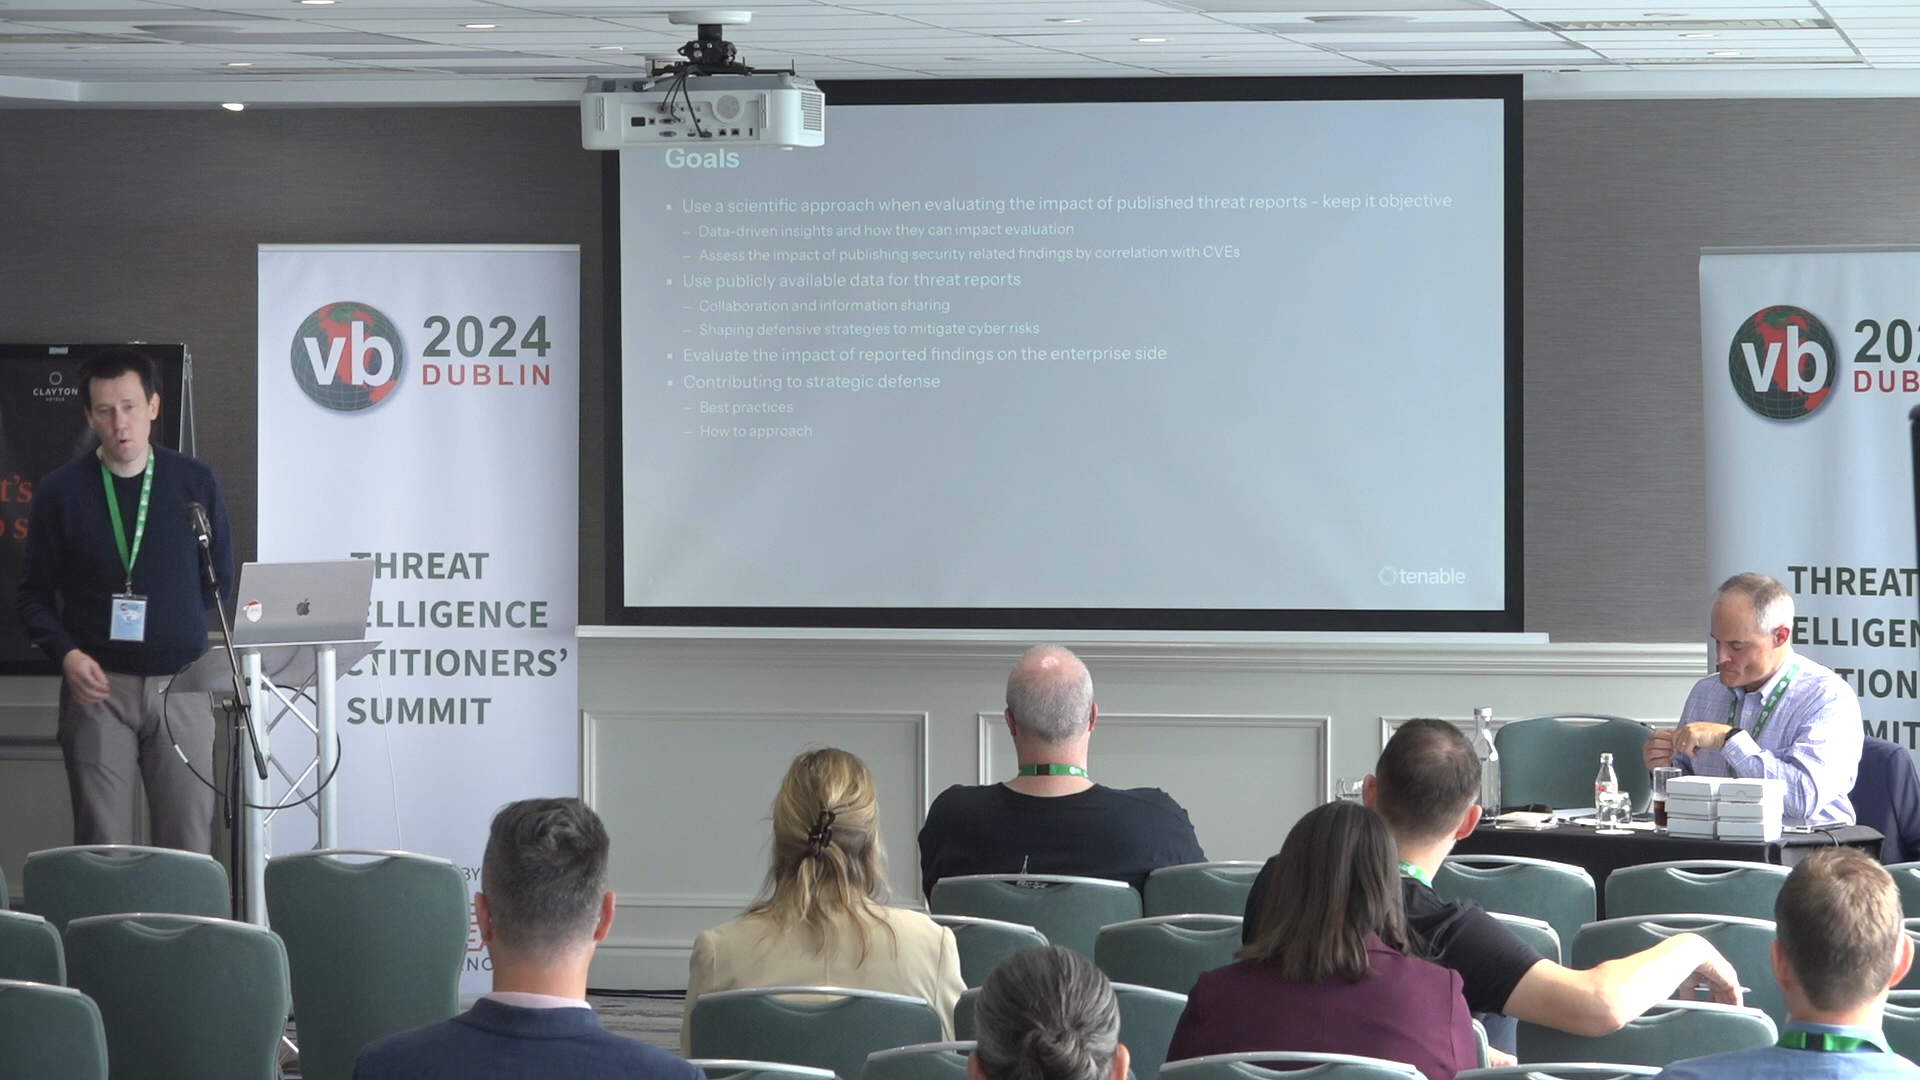 Goals
Use a scientific approach when evaluating the impact of published threat reports - keep it objective
Data-driven insights and how they can impact evaluation
Assess the impact of publishing security related findings by correlation with CVEs
Use publicly available data for threat reports
Collaboration and information sharing
Shaping defensive strategies to mitigate cyber risks
Evaluate the impact of reported findings on the enterprise side
Contributing to strategic defense
Best practices
How to approach
tenable
CLAYTON
HOTELS
t's
vb 2024
DUBLIN
THREAT
ELLIGENCE
CTITIONERS'
SUMMIT
BY
vb 202
DUB
THREAT
ELLIGEN
TION
MIT